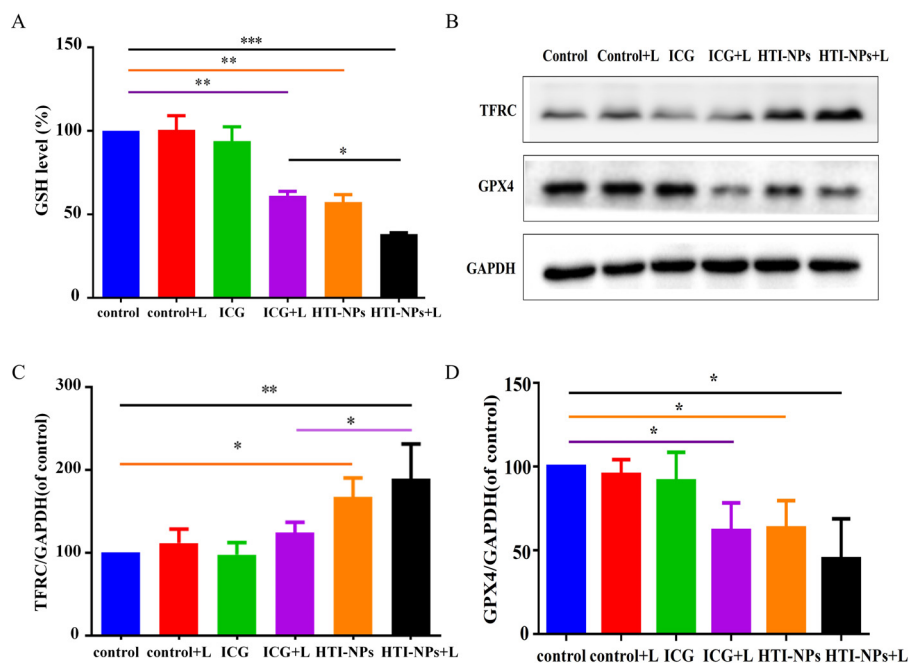 A
GSH level (%)
150
100
50
0
***
**
**
*
control control+L ICG ICG+L HTI-NPs HTI-NPs+L
B
Control Control+L ICG ICG+L HTI-NPs HTI-NPs+L
TFRC
GPX4
GAPDH
C
TFRC/GAPDH(of control)
300
200
100
0
**
*
*
control control+L ICG ICG+L HTI-NPs HTI-NPs+L
D
GPX4/GAPDH(of control)
150
100
50
0
*
*
*
control control+L ICG ICG+L HTI-NPs HTI-NPs+L